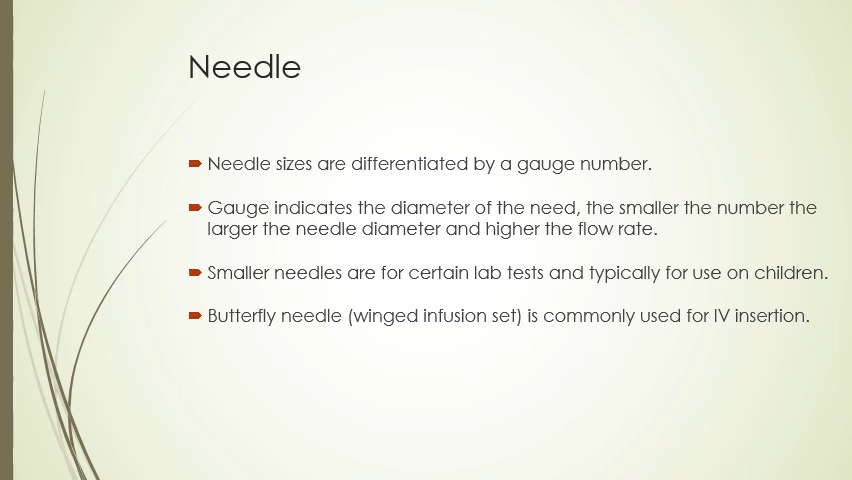 Needle
Needle sizes are differentiated by a gauge number.
Gauge indicates the diameter of the need, the smaller the number the
larger the needle diameter and higher the flow rate.
Smaller needles are for certain lab tests and typically for use on children.
Butterfly needle (winged infusion set) is commonly used for IV insertion.